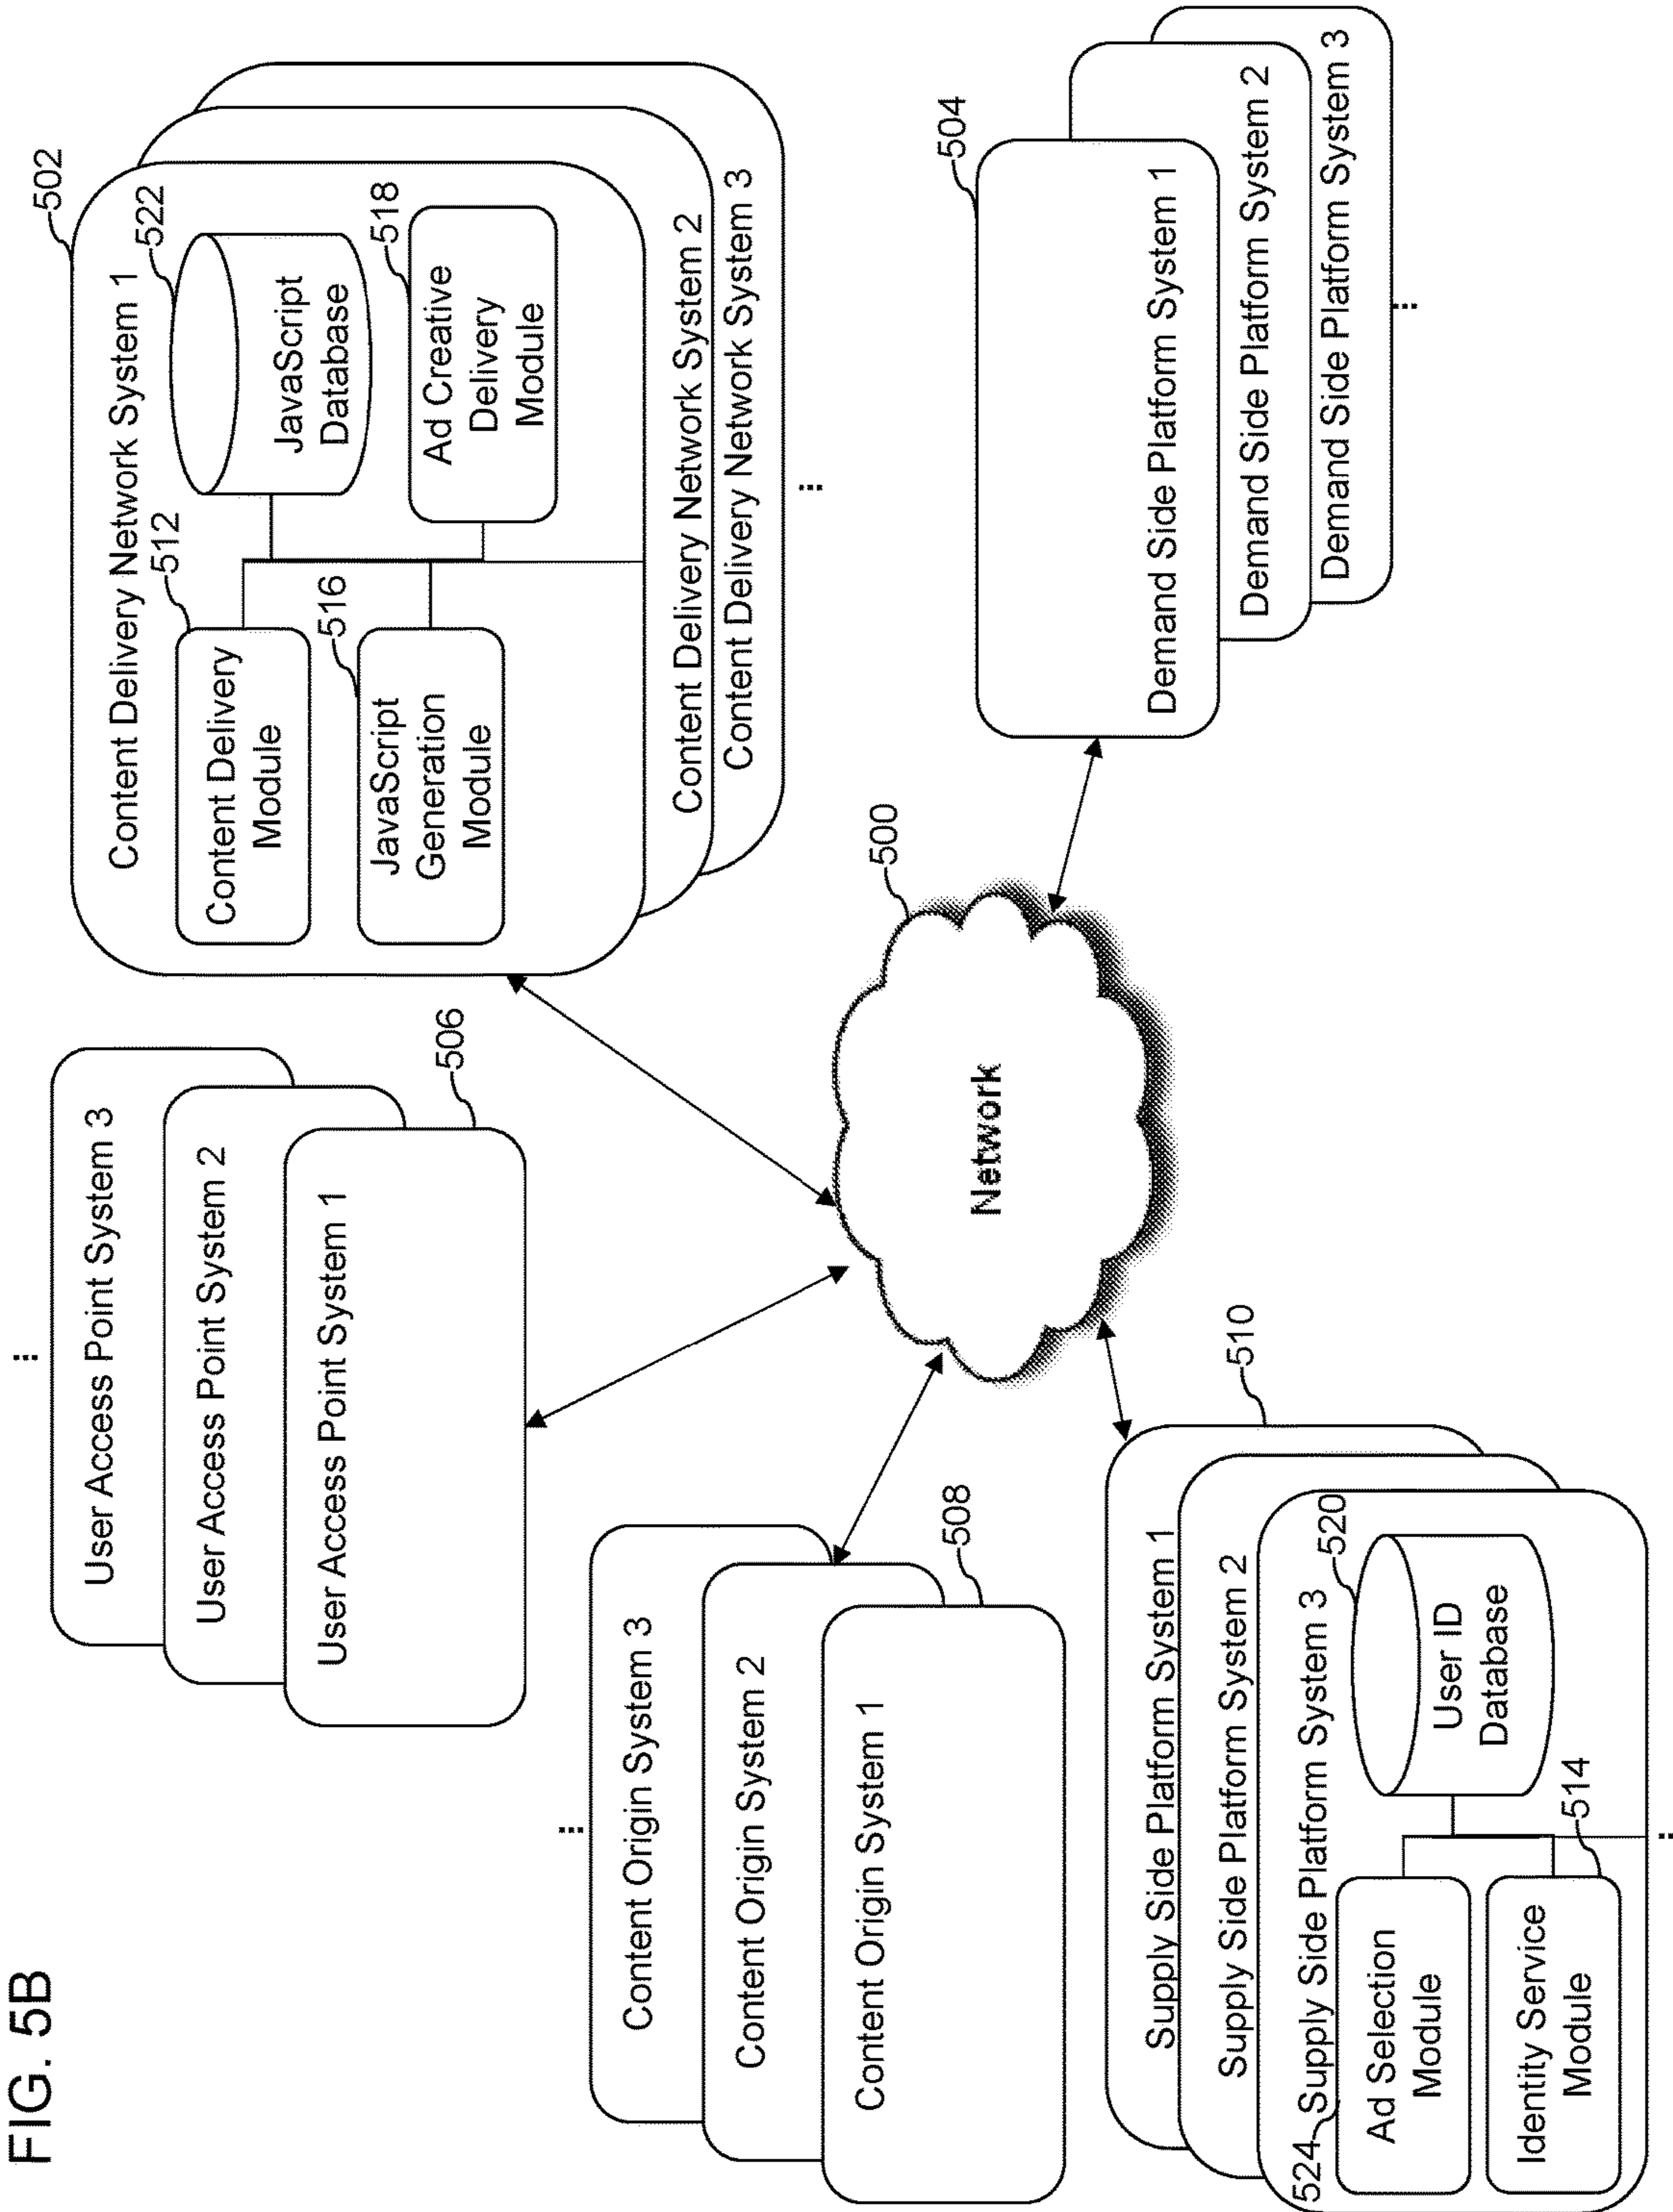 FIG. 5B
User Access Point System 3
User Access Point System 2
User Access Point System 1
506
Content Delivery Network System 1
502
Content Delivery
Module
512
JavaScript
Database
522
JavaScript
Generation
Module
516
Ad Creative
Delivery
Module
518
Content Delivery Network System 2
Content Delivery Network System 3
...
...
Content Origin System 3
Content Origin System 2
Content Origin System 1
508
...
Network
500
504
Demand Side Platform System 1
Demand Side Platform System 2
Demand Side Platform System 3
...
510
Supply Side Platform System 1
Supply Side Platform System 2
Supply Side Platform System 3
524
520
Ad Selection
Module
User ID
Database
Identity Service
Module
514
...